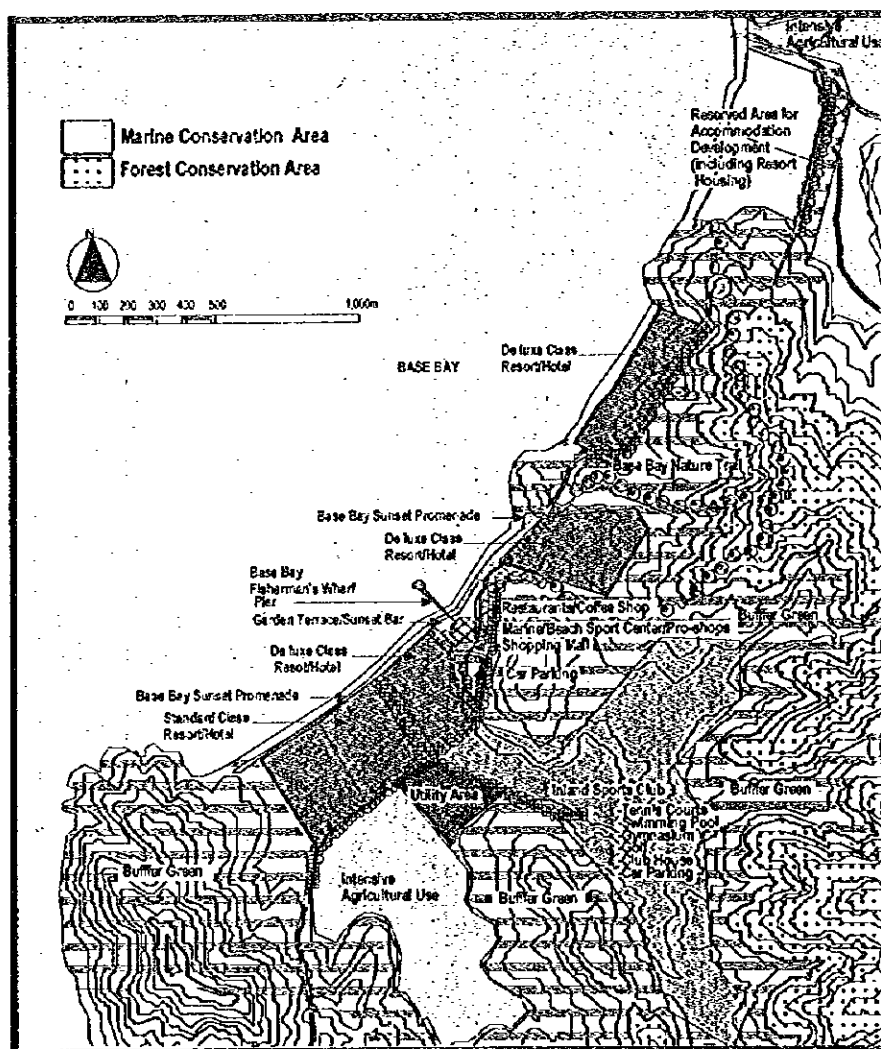 Intensive
Agricultural Use
Marine Conservation Area
Forest Conservation Area
Reserved Area for
Accommodation
Development
(including Resort
Housing)
N
0 100 200 300 400 500 1,000m
De luxe Class
Resort/Hotel
BASE BAY
Base Bay Nature Trail
Base Bay Sunset Promenade
De luxe Class
Resort/Hotel
Base Bay
Fisherman's Wharf
Pier
Restaurants/Coffee Shop
Buffer Green
Garden Terrace/Sunset Bar
Marine/Beach Sport Center/Pro-shops
Shopping Mall
De luxe Class
Resort/Hotel
Car Parking
Base Bay Sunset Promenade
Standard Class
Resort/Hotel
Utility Area
Inland Sports Club
Buffer Green
Tennis Courts
Swimming Pool
Gymnasium
Club House
Car Parking
Buffer Green
Intensive
Agricultural Use
Buffer Green